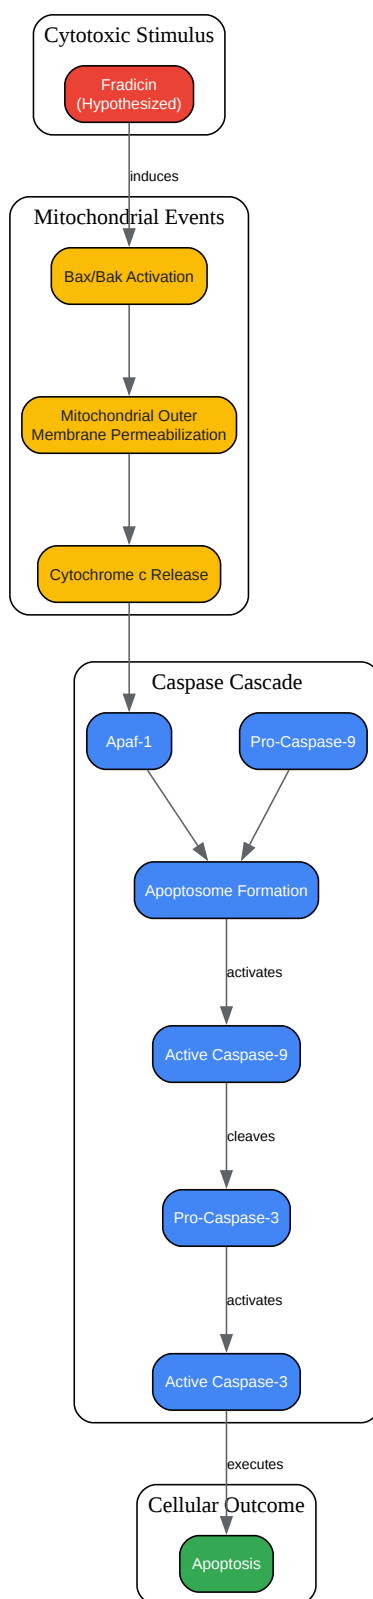 Cytotoxic Stimulus
Fradicin
(Hypothesized)
induces
Mitochondrial Events
Bax/Bak Activation
Mitochondrial Outer
Membrane Permeabilization
Cytochrome c Release
Caspase Cascade
Apaf-1
Pro-Caspase-9
Apoptosome Formation
activates
Active Caspase-9
cleaves
Pro-Caspase-3
activates
Active Caspase-3
executes
Cellular Outcome
Apoptosis